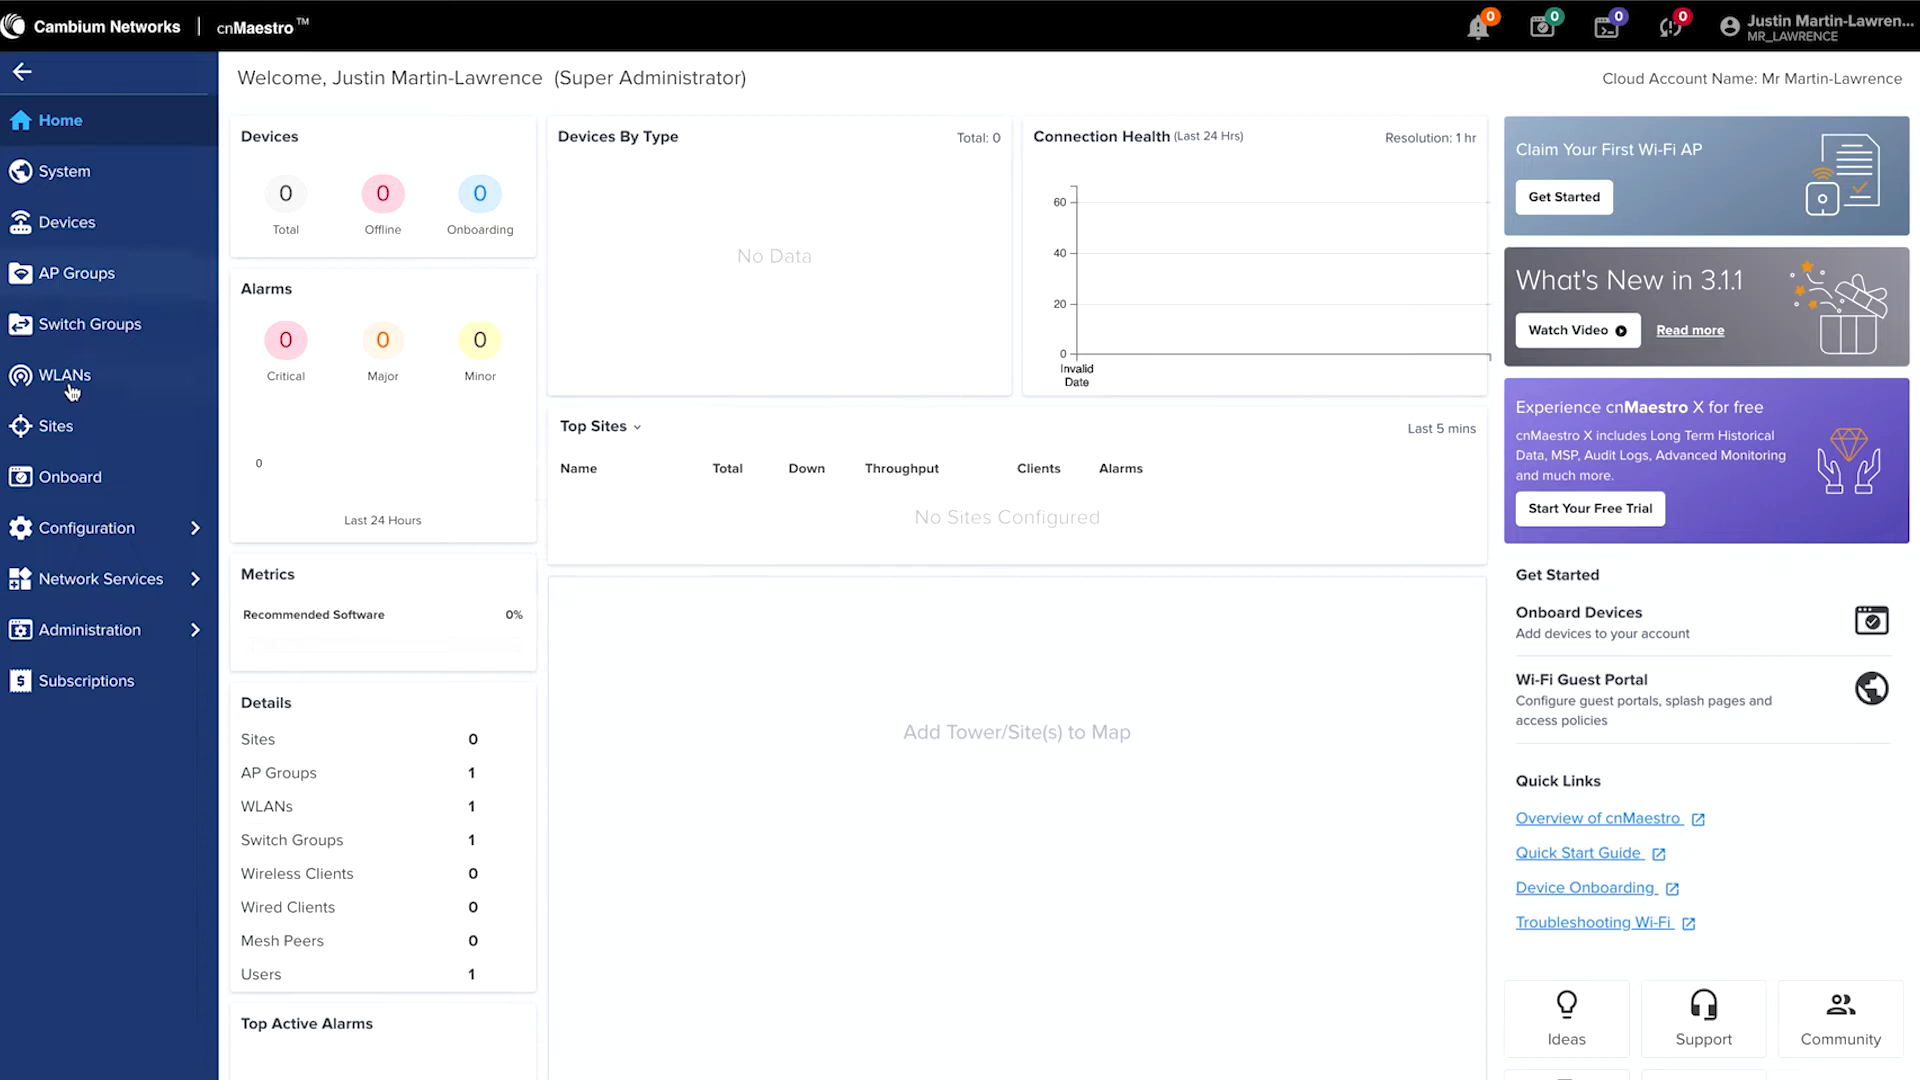 Cambium Networks | cnMaestro™
0 0 0 0
Justin Martin-Lawren...
MR_LAWRENCE
Home
System
Devices
AP Groups
Switch Groups
WLANs
Sites
Onboard
Configuration
Network Services
Administration
Subscriptions
Welcome, Justin Martin-Lawrence (Super Administrator)
Cloud Account Name: Mr Martin-Lawrence
Devices
0 0 0
Total Offline Onboarding
Alarms
0 0 0
Critical Major Minor
0
Last 24 Hours
Metrics
Recommended Software 0%
Details
Sites 0
AP Groups 1
WLANs 1
Switch Groups 1
Wireless Clients 0
Wired Clients 0
Mesh Peers 0
Users 1
Top Active Alarms
Devices By Type Total: 0
No Data
Connection Health (Last 24 Hrs) Resolution: 1 hr
60
40
20
0
Invalid
Date
Top Sites Last 5 mins
Name Total Down Throughput Clients Alarms
No Sites Configured
Add Tower/Site(s) to Map
Claim Your First Wi-Fi AP
Get Started
What's New in 3.1.1
Watch Video Read more
Experience cnMaestro X for free
cnMaestro X includes Long Term Historical
Data, MSP, Audit Logs, Advanced Monitoring
and much more.
Start Your Free Trial
Get Started
Onboard Devices
Add devices to your account
Wi-Fi Guest Portal
Configure guest portals, splash pages and
access policies
Quick Links
Overview of cnMaestro
Quick Start Guide
Device Onboarding
Troubleshooting Wi-Fi
Ideas Support Community